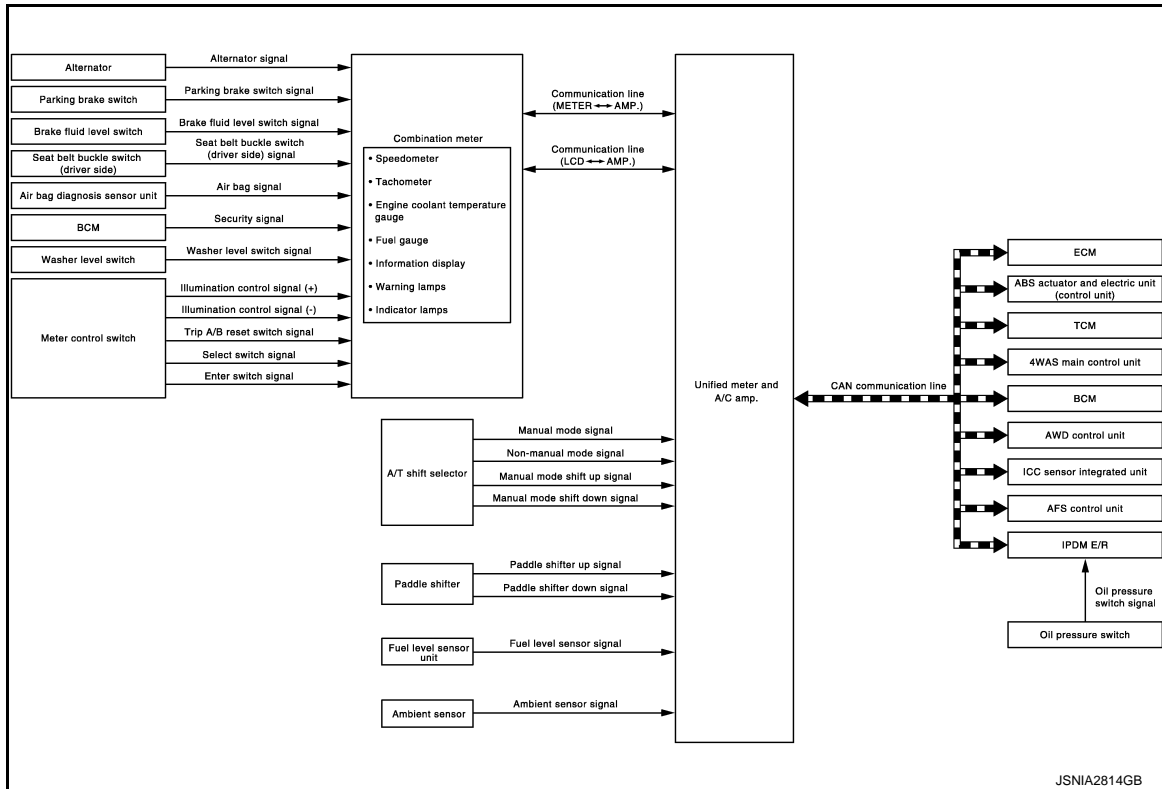 Alternator
Alternator signal
Parking brake switch
Parking brake switch signal
Brake fluid level switch
Brake fluid level switch signal
Seat belt buckle switch
(driver side)
Seat belt buckle switch
(driver side) signal
Air bag diagnosis sensor unit
Air bag signal
BCM
Security signal
Washer level switch
Washer level switch signal
Meter control switch
Illumination control signal (+)
Illumination control signal (-)
Trip A/B reset switch signal
Select switch signal
Enter switch signal
Combination meter
• Speedometer
• Tachometer
• Engine coolant temperature
gauge
• Fuel gauge
• Information display
• Warning lamps
• Indicator lamps
Communication line
(METER ↔ AMP.)
Communication line
(LCD ↔ AMP.)
A/T shift selector
Manual mode signal
Non-manual mode signal
Manual mode shift up signal
Manual mode shift down signal
Paddle shifter
Paddle shifter up signal
Paddle shifter down signal
Fuel level sensor
unit
Fuel level sensor signal
Ambient sensor
Ambient sensor signal
Unified meter and
A/C amp.
CAN communication line
ECM
ABS actuator and electric unit
(control unit)
TCM
4WAS main control unit
BCM
AWD control unit
ICC sensor integrated unit
AFS control unit
IPDM E/R
Oil pressure
switch signal
Oil pressure switch
JSNIA2814GB